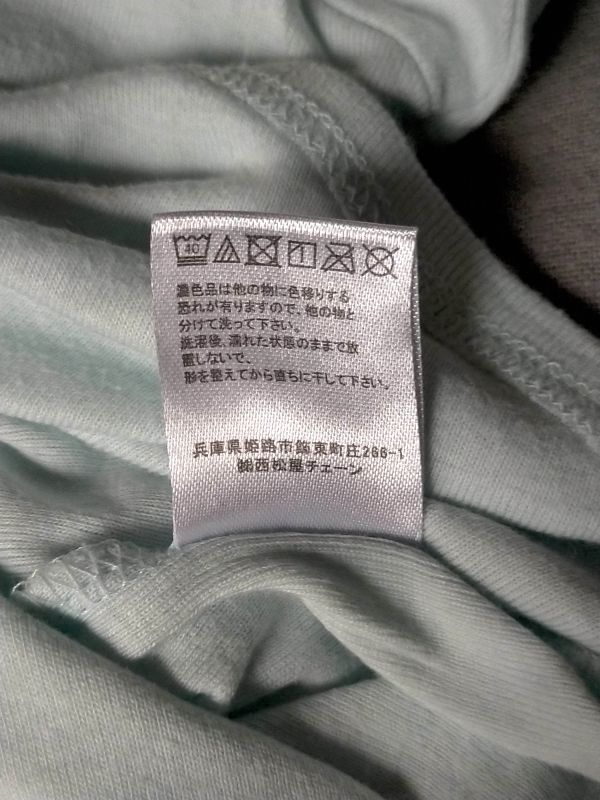 40
濃色品は他の物に色移りする
恐れが有りますので、他の物と
分けて洗って下さい。
洗濯後、濡れた状態のままで放
置しないで、
形を整えてから直ちに干して下さい。
兵庫県姫路市飾東町庄266-1
㈱西松屋チェーン